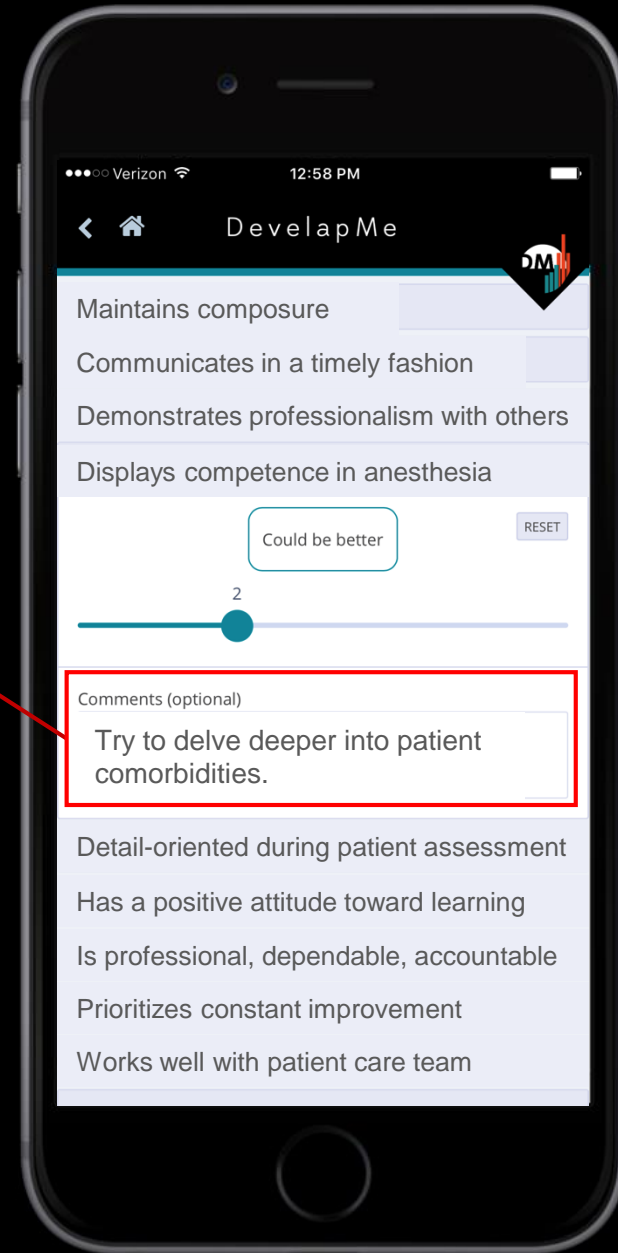 Verizon 12:58 PM
DevelapMe
DM
Maintains composure
Communicates in a timely fashion
Demonstrates professionalism with others
Displays competence in anesthesia
Could be better
RESET
2
Comments (optional)
Try to delve deeper into patient
comorbidities.
Detail-oriented during patient assessment
Has a positive attitude toward learning
Is professional, dependable, accountable
Prioritizes constant improvement
Works well with patient care team